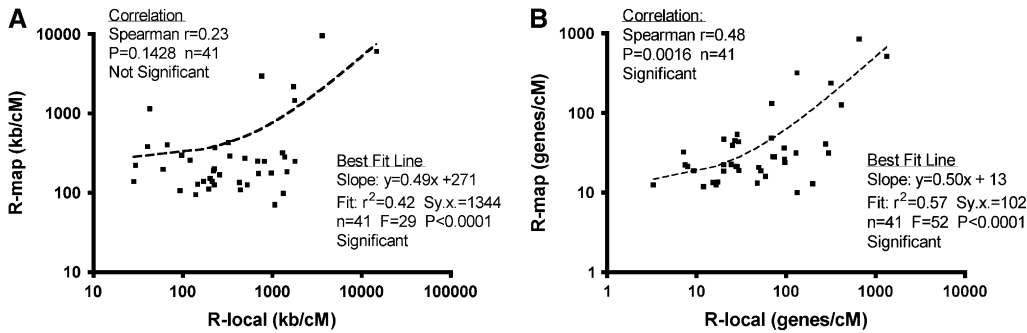 A
Correlation
Spearman r=0.23
P=0.1428 n=41
Not Significant
10000
1000
100
10
R-map (kb/cM)
Best Fit Line
Slope: y=0.49x +271
Fit: r²=0.42 Sy.x.=1344
n=41 F=29 P<0.0001
Significant
10 100 1000 10000 100000
R-local (kb/cM)
B
Correlation:
Spearman r=0.48
P=0.0016 n=41
Significant
1000
100
10
1
R-map (genes/cM)
Best Fit Line
Slope: y=0.50x + 13
Fit: r²=0.57 Sy.x.=102
n=41 F=52 P<0.0001
Significant
1 10 100 1000 10000
R-local (genes/cM)